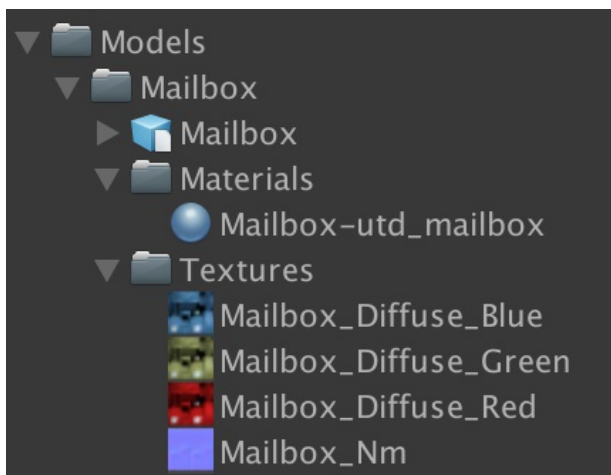 Models
Mailbox
Mailbox
Materials
Mailbox-utd_mailbox
Textures
Mailbox_Diffuse_Blue
Mailbox_Diffuse_Green
Mailbox_Diffuse_Red
Mailbox_Nm